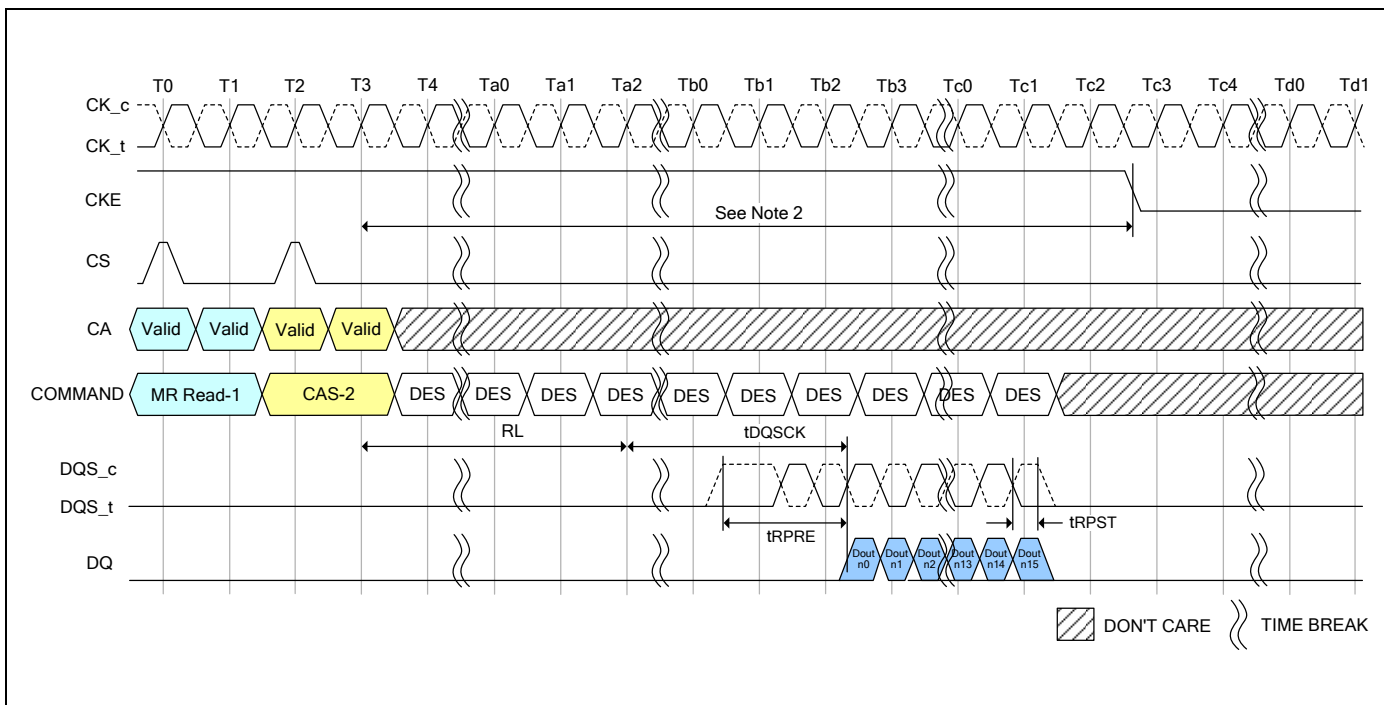 T0 T1 T2 T3 T4 Ta0 Ta1 Ta2 Tb0 Tb1 Tb2 Tb3 Tc0 Tc1 Tc2 Tc3 Tc4 Td0 Td1
CK_c
CK_t
CKE
See Note 2
CS
CA Valid Valid Valid Valid
COMMAND MR Read-1 CAS-2 DES DES DES DES DES DES DES DES DES DES
RL tDQSCK
DQS_c
DQS_t
tRPRE tRPST
DQ Dout n0 Dout n1 Dout n2 Dout n13 Dout n14 Dout n15
DON'T CARE TIME BREAK